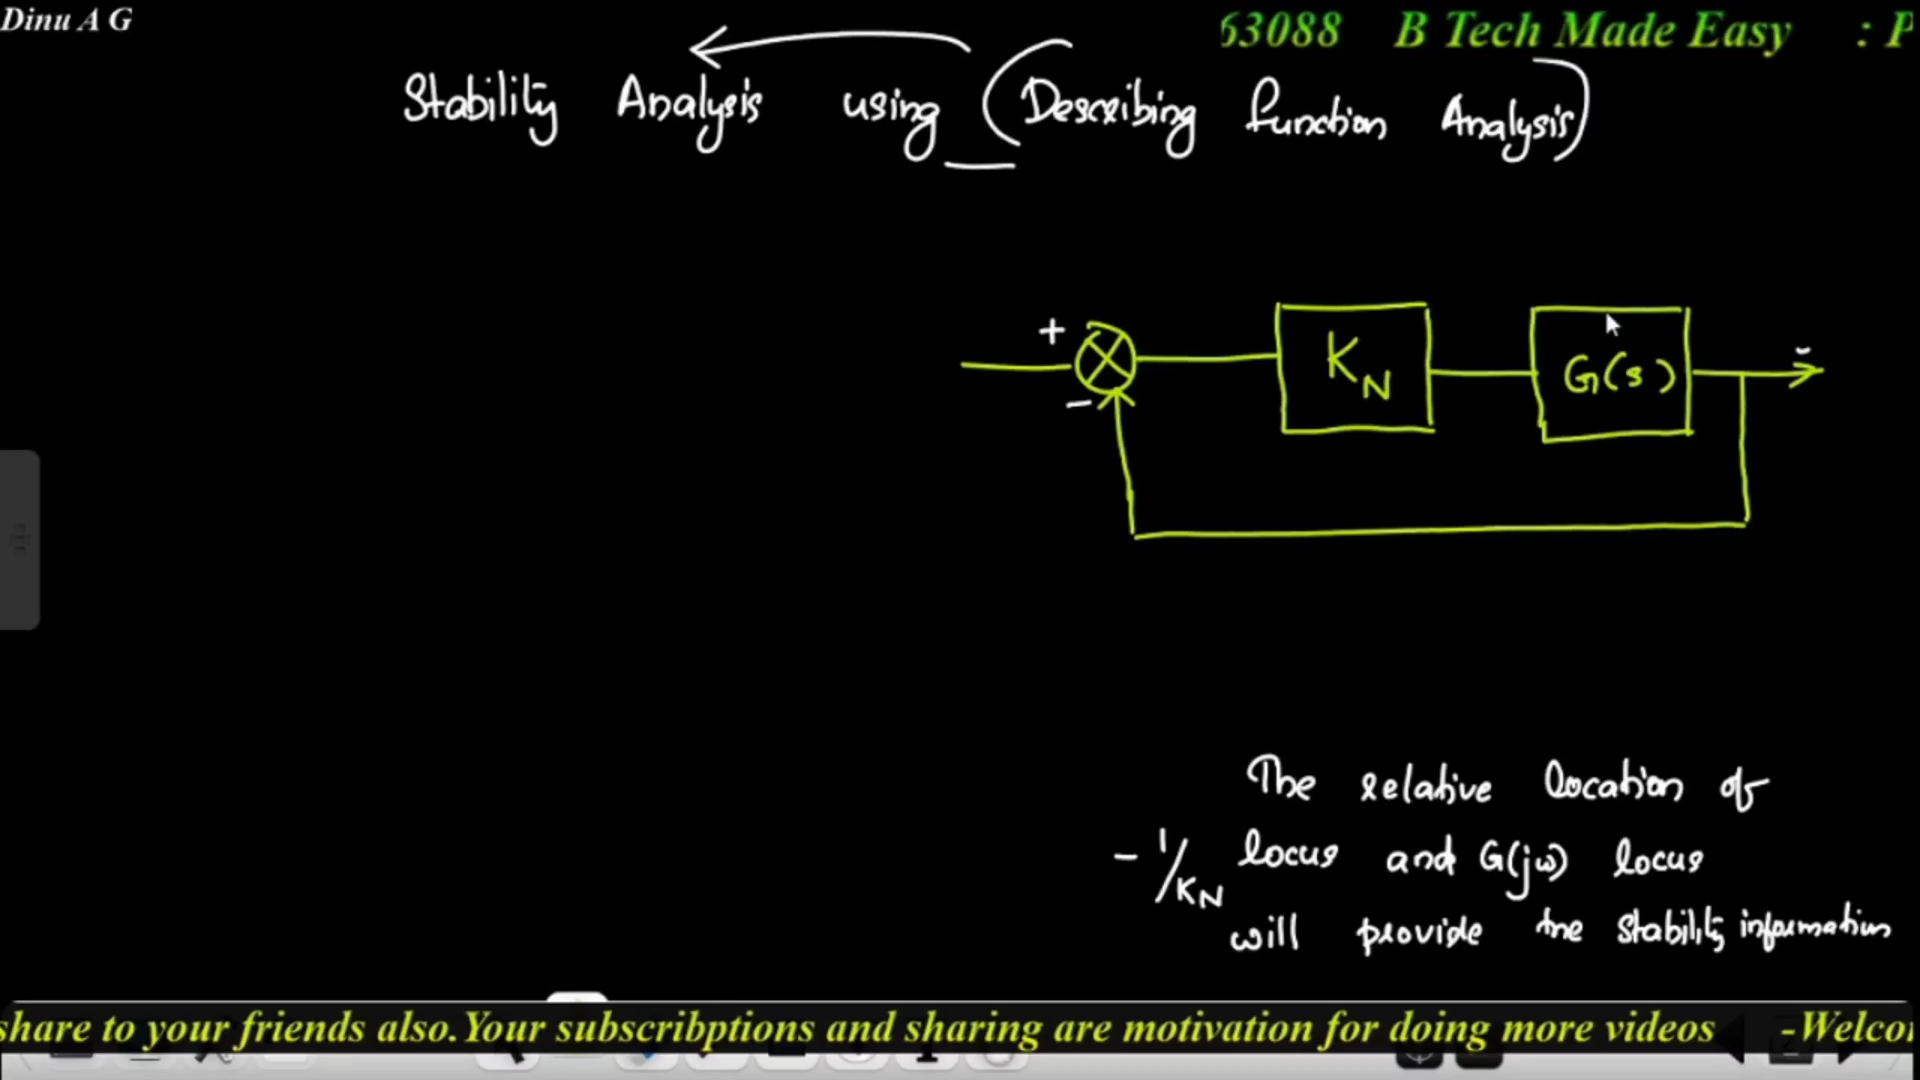 Dinu A G
63088 B Tech Made Easy : P
Stability Analysis using (Describing function Analysis)
+
-
KN
G(s)
The relative location of
- 1/KN locus and G(jω) locus
will provide the stability information
share to your friends also.Your subscribptions and sharing are motivation for doing more videos -Welco